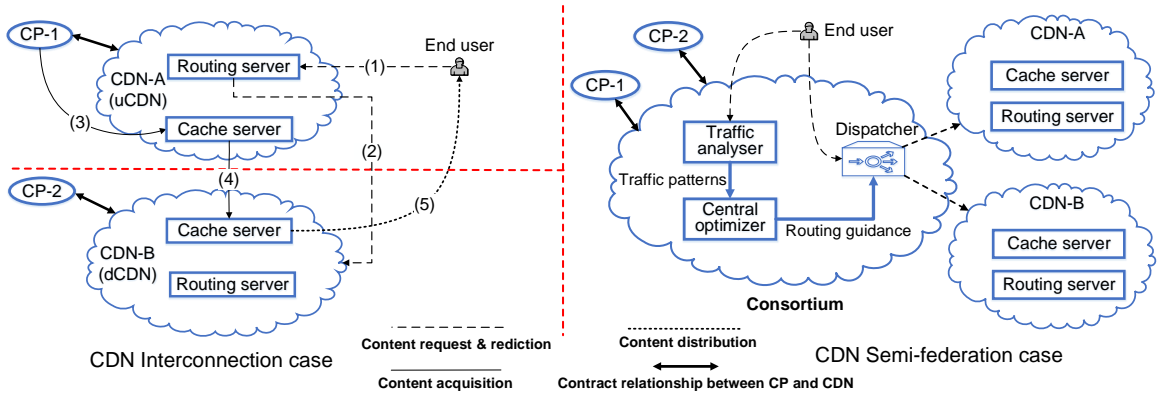 CP-1
CDN-A
(uCDN)
Routing server
(1)
End user
(3)
Cache server
(2)
(4)
CP-2
(5)
Cache server
CDN-B
(dCDN)
Routing server
CDN Interconnection case
CP-2
CP-1
End user
CDN-A
Cache server
Routing server
Traffic
analyser
Dispatcher
Traffic patterns
Central
optimizer
Routing guidance
CDN-B
Cache server
Routing server
Consortium
CDN Semi-federation case
Content request & rediction
Content distribution
Content acquisition
Contract relationship between CP and CDN